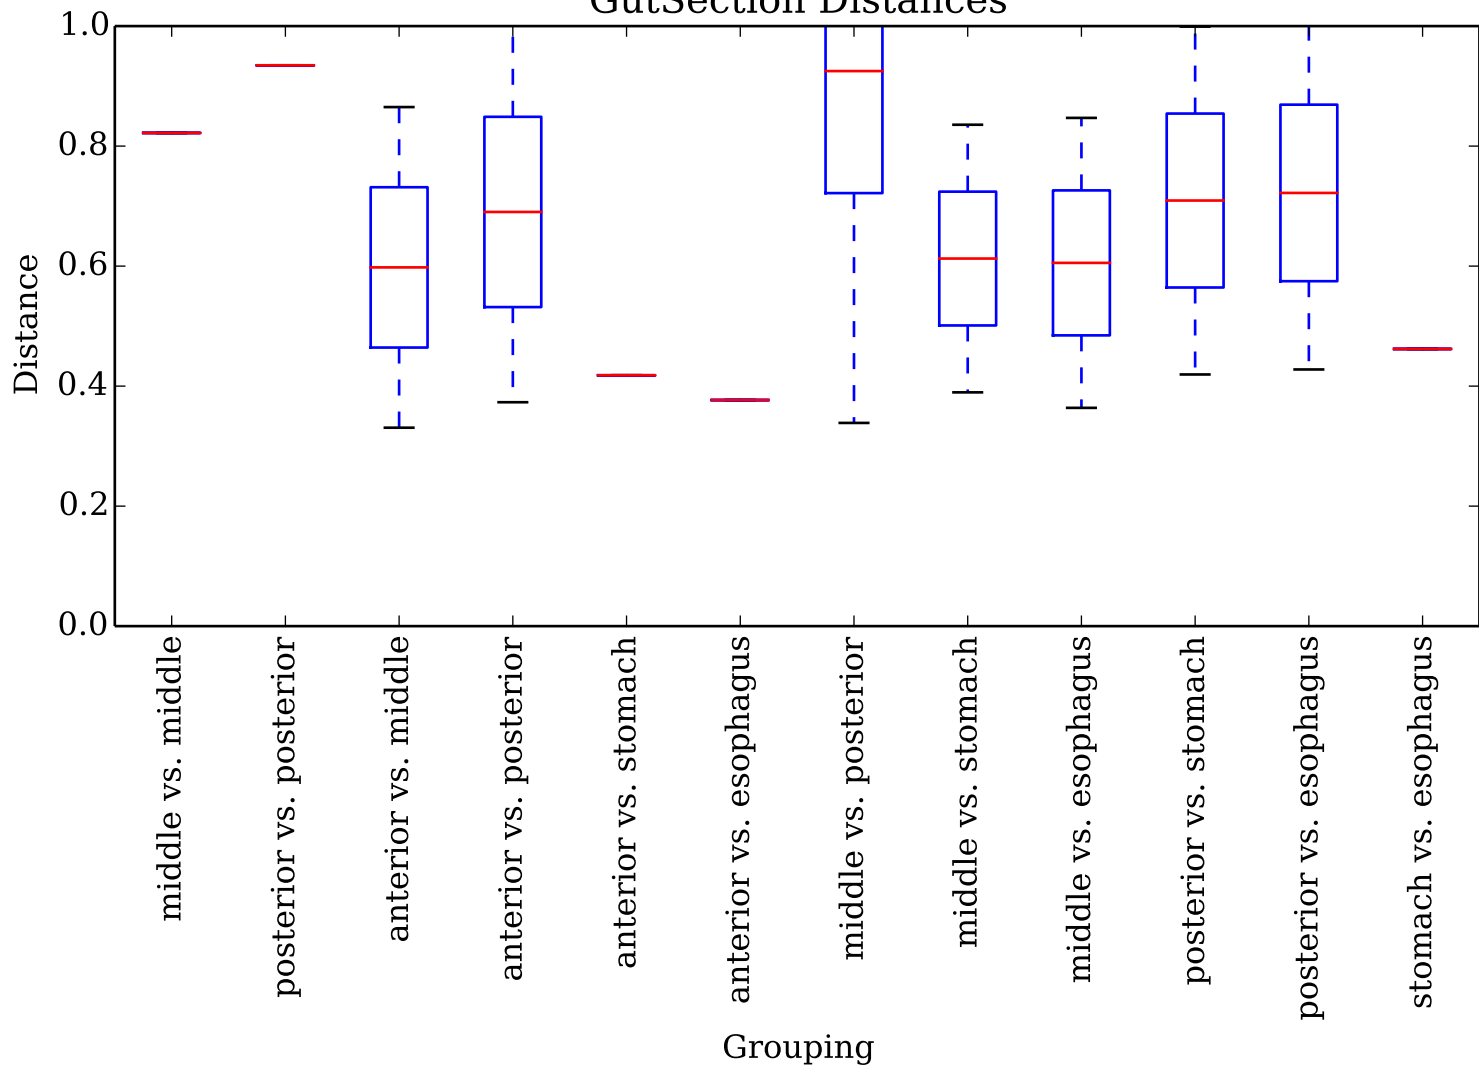 GutSection Distances
1.0
0.8
0.6
0.4
0.2
0.0
Distance
middle vs. middle
posterior vs. posterior
anterior vs. middle
anterior vs. posterior
anterior vs. stomach
anterior vs. esophagus
middle vs. posterior
middle vs. stomach
middle vs. esophagus
posterior vs. stomach
posterior vs. esophagus
stomach vs. esophagus
Grouping